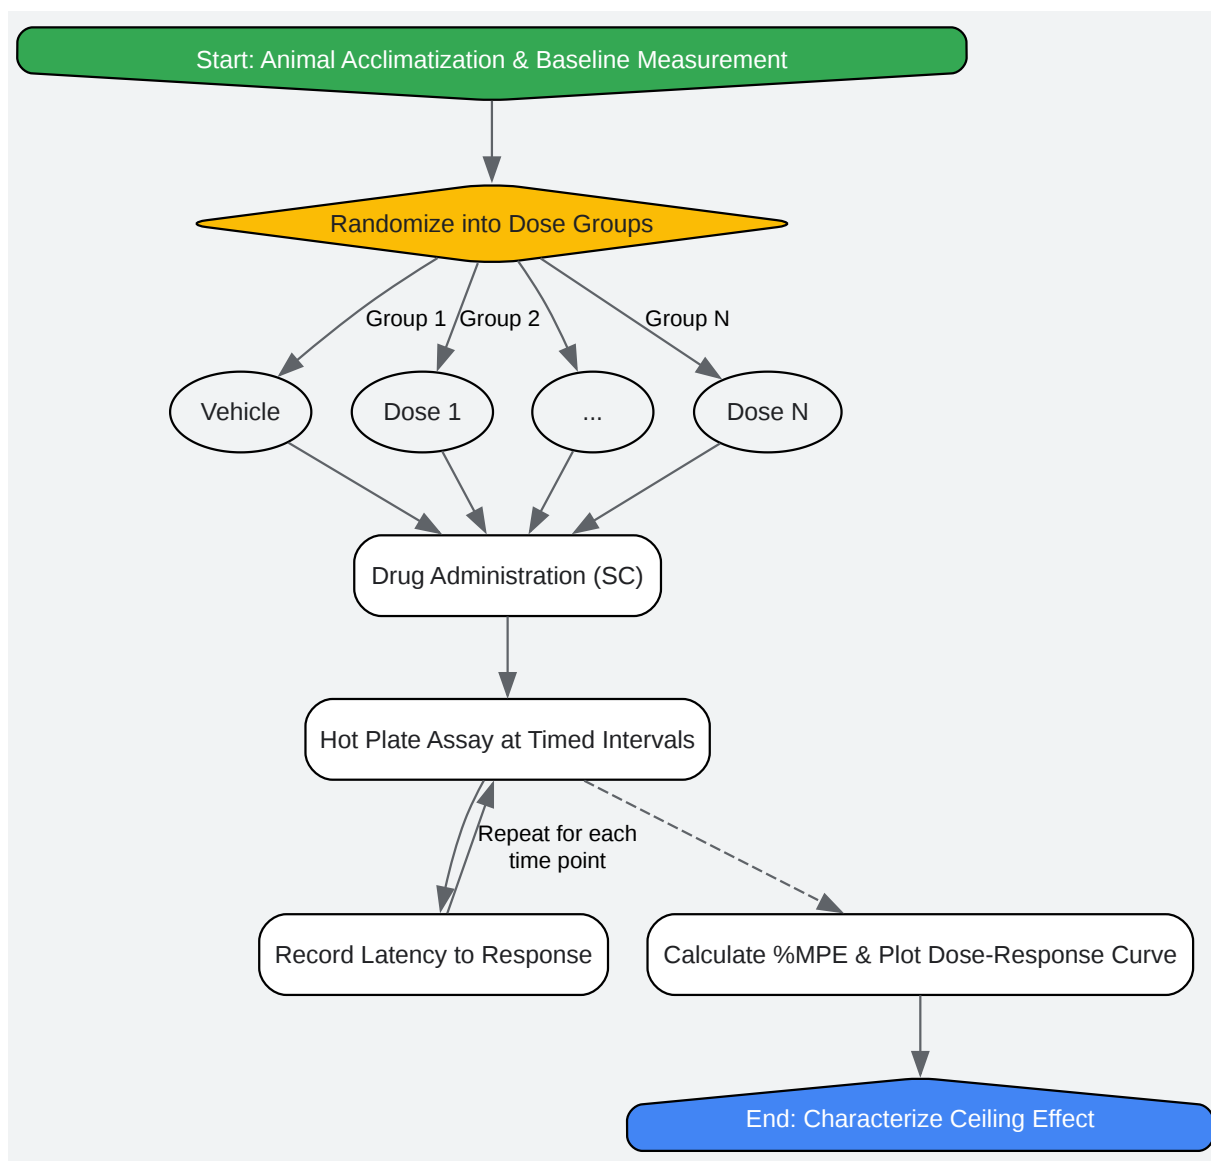 Start: Animal Acclimatization & Baseline Measurement
Randomize into Dose Groups
Group 1
Group 2
Group N
Vehicle
Dose 1
...
Dose N
Drug Administration (SC)
Hot Plate Assay at Timed Intervals
Repeat for each
time point
Record Latency to Response
Calculate %MPE & Plot Dose-Response Curve
End: Characterize Ceiling Effect